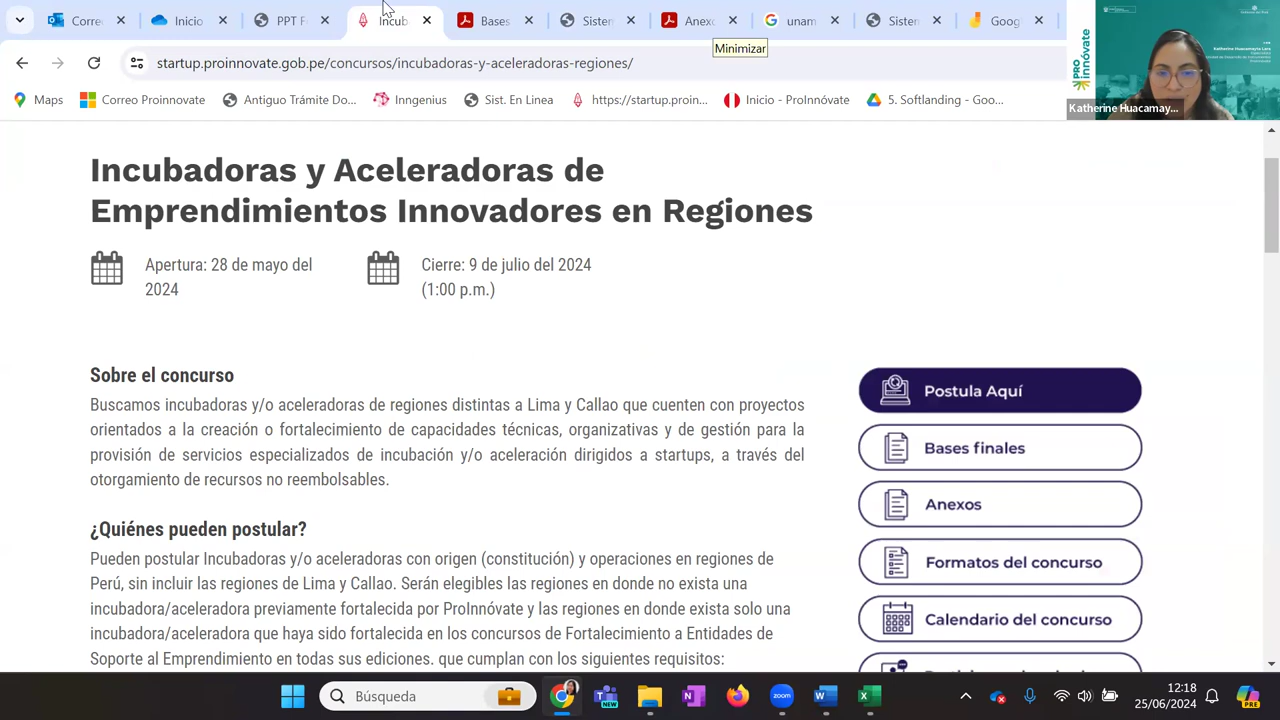 Corre
Inicio
PPT F
Incub
Bases
Sisten
Anexo
unam
Sisten
Goog
Minimizar
startup.proinnovate.gob.pe/concursos/incubadoras-y-aceleradoras-regiones/
Maps
Correo Proinnovate
Antiguo Trámite Do...
Inngenius
Sist. En Linea
https://startup.proin...
Inicio - ProInnóvate
5. Softlanding - Goo...
PRO
innóvate
Katherine Huacamayta Lara
Katherine Huacamay...
Incubadoras y Aceleradoras de
Emprendimientos Innovadores en Regiones
Apertura: 28 de mayo del
2024
Cierre: 9 de julio del 2024
(1:00 p.m.)
Sobre el concurso
Buscamos incubadoras y/o aceleradoras de regiones distintas a Lima y Callao que cuenten con proyectos
orientados a la creación o fortalecimiento de capacidades técnicas, organizativas y de gestión para la
provisión de servicios especializados de incubación y/o aceleración dirigidos a startups, a través del
otorgamiento de recursos no reembolsables.
¿Quiénes pueden postular?
Pueden postular Incubadoras y/o aceleradoras con origen (constitución) y operaciones en regiones de
Perú, sin incluir las regiones de Lima y Callao. Serán elegibles las regiones en donde no exista una
incubadora/aceleradora previamente fortalecida por ProInnóvate y las regiones en donde exista solo una
incubadora/aceleradora que haya sido fortalecida en los concursos de Fortalecimiento a Entidades de
Soporte al Emprendimiento en todas sus ediciones. que cumplan con los siguientes requisitos:
Postula Aquí
Bases finales
Anexos
Formatos del concurso
Calendario del concurso
Búsqueda
NEW
zoom
12:18
25/06/2024
PRE